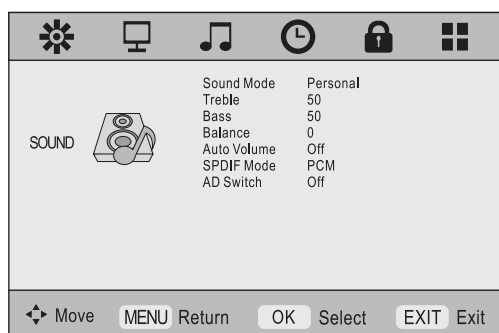 Sound Mode Personal
Treble 50
Bass 50
Balance 0
Auto Volume Off
SPDIF Mode PCM
AD Switch Off
SOUND
Move MENU Return OK Select EXIT Exit